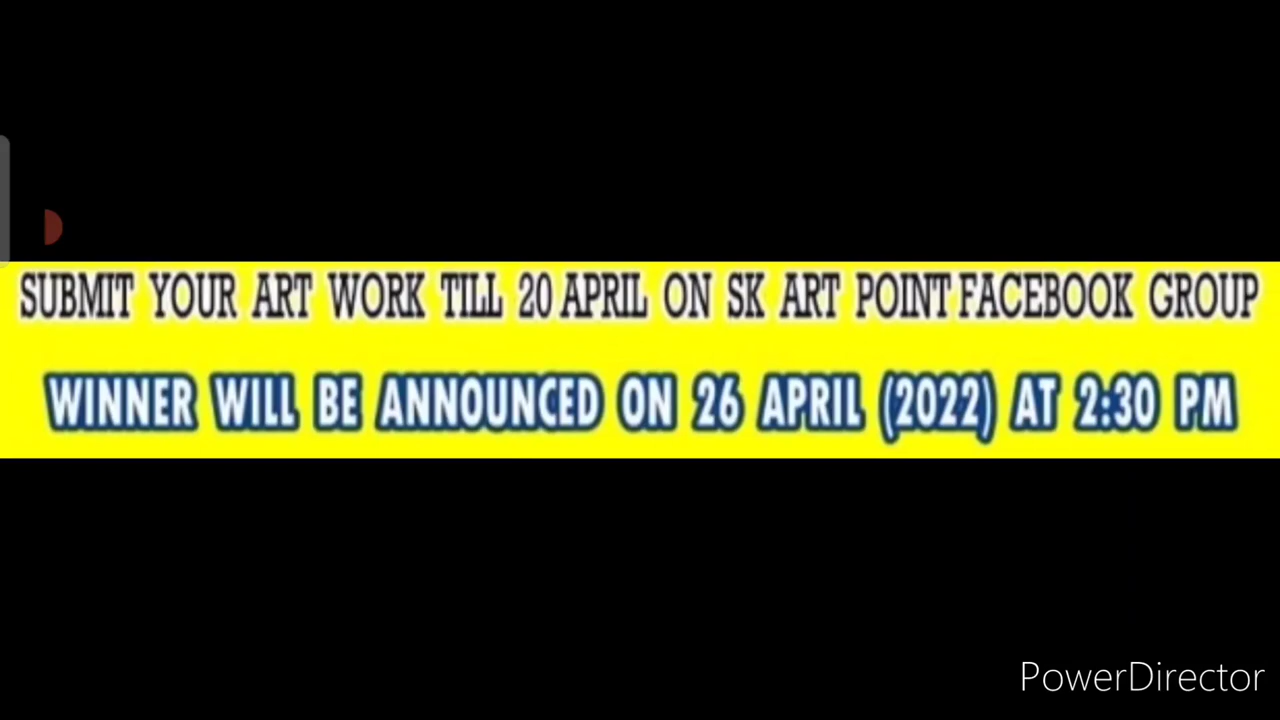 SUBMIT YOUR ART WORK TILL 20 APRIL ON SK ART POINT FACEBOOK GROUP
WINNER WILL BE ANNOUNCED ON 26 APRIL (2022) AT 2:30 PM
PowerDirector